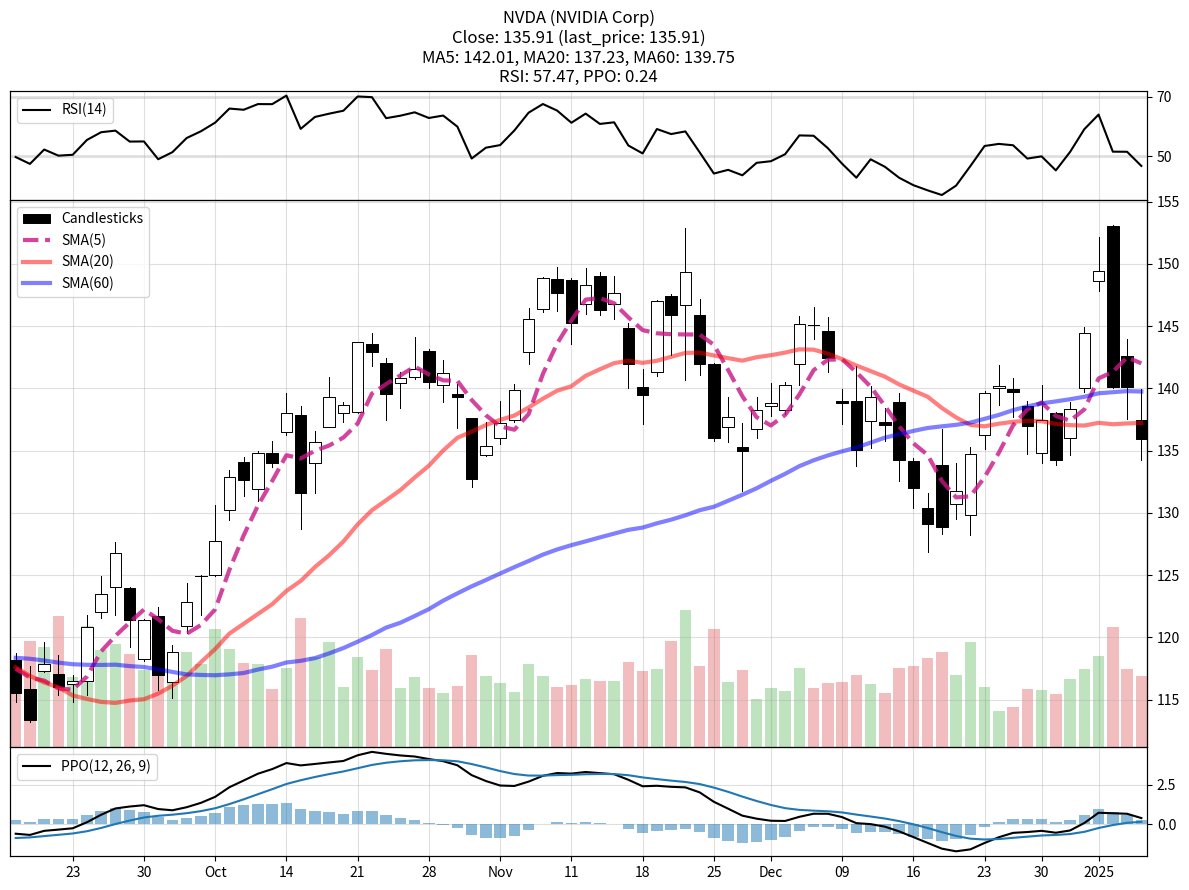 NVDA (NVIDIA Corp)
Close: 135.91 (last_price: 135.91)
MA5: 142.01, MA20: 137.23, MA60: 139.75
RSI: 57.47, PPO: 0.24
RSI(14)
70
50
Candlesticks
SMA(5)
SMA(20)
SMA(60)
155
150
145
140
135
130
125
120
115
PPO(12, 26, 9)
2.5
0.0
23 30 Oct 14 21 28 Nov 11 18 25 Dec 09 16 23 30 2025